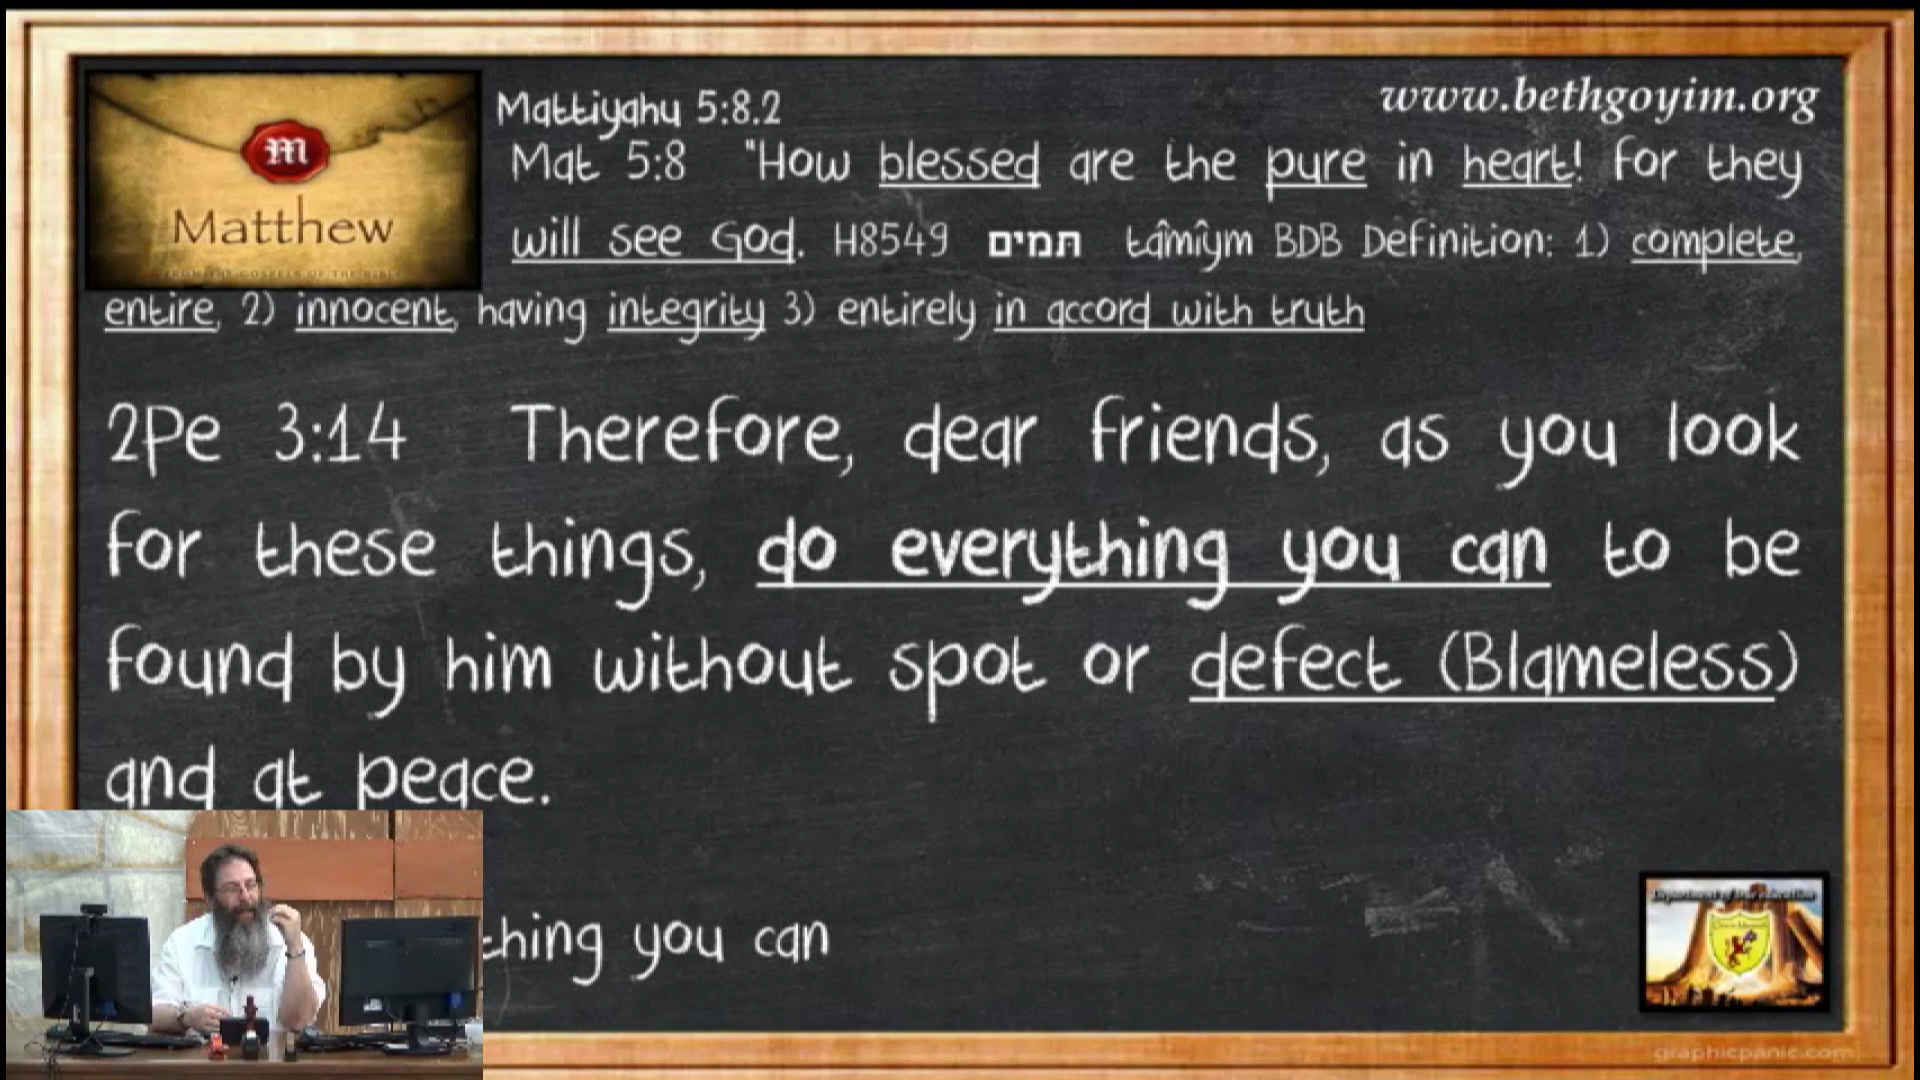 www.bethgoyim.org
Mattiyahu 5:8.2
Mat 5:8 "How blessed are the pure in heart! for they
will see God. H8549 תּמים tâmîym BDB Definition: 1) complete,
entire, 2) innocent, having integrity 3) entirely in accord with truth
M
Matthew
2Pe 3:14 Therefore, dear friends, as you look
for these things, do everything you can to be
found by him without spot or defect (Blameless)
and at peace.
thing you can
graphicpanic.com